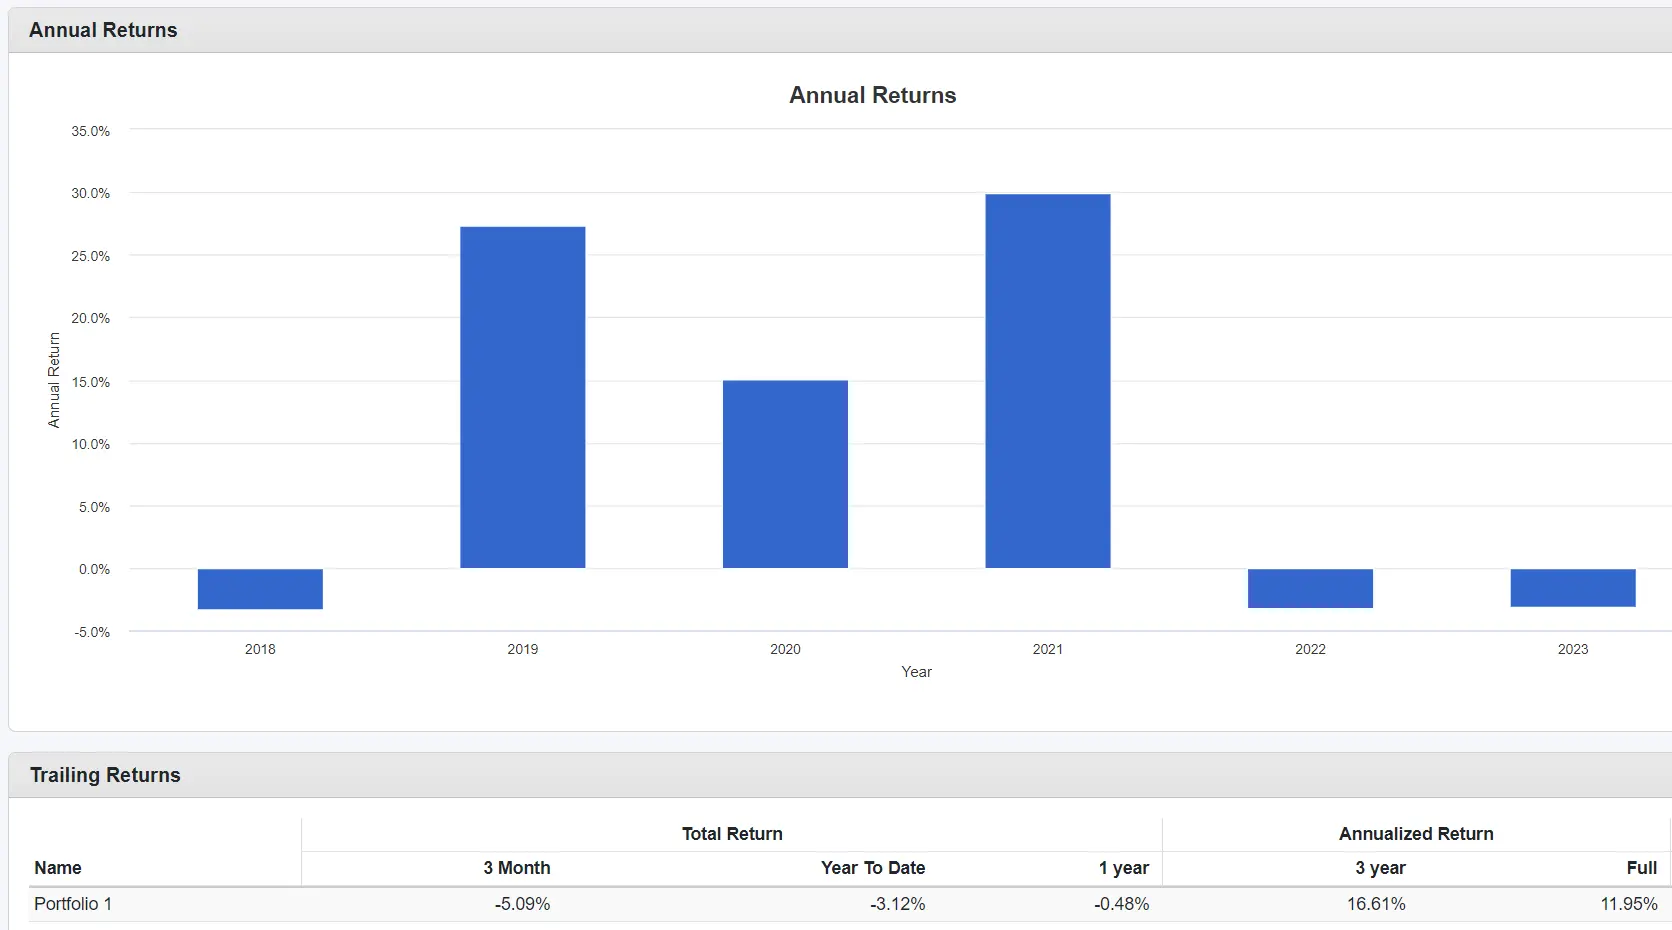 Annual Returns
Annual Returns
35.0%
30.0%
25.0%
20.0%
15.0%
10.0%
5.0%
0.0%
-5.0%
Annual Return
2018 2019 2020 2021 2022 2023
Year
Trailing Returns
Total Return Annualized Return
Name 3 Month Year To Date 1 year 3 year Full
Portfolio 1 -5.09% -3.12% -0.48% 16.61% 11.95%